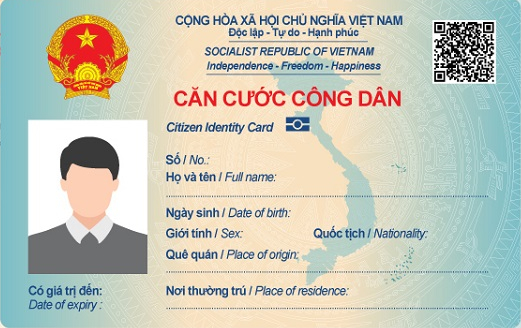 CỘNG HÒA XÃ HỘI CHỦ NGHĨA VIỆT NAM
Độc lập - Tự do - Hạnh phúc
SOCIALIST REPUBLIC OF VIETNAM
Independence - Freedom - Happiness
CĂN CƯỚC CÔNG DÂN
Citizen Identity Card
Số / No.:
Họ và tên / Full name:
Ngày sinh / Date of birth:
Giới tính / Sex: Quốc tịch / Nationality:
Quê quán / Place of origin:
Có giá trị đến: Nơi thường trú / Place of residence:
Date of expiry :